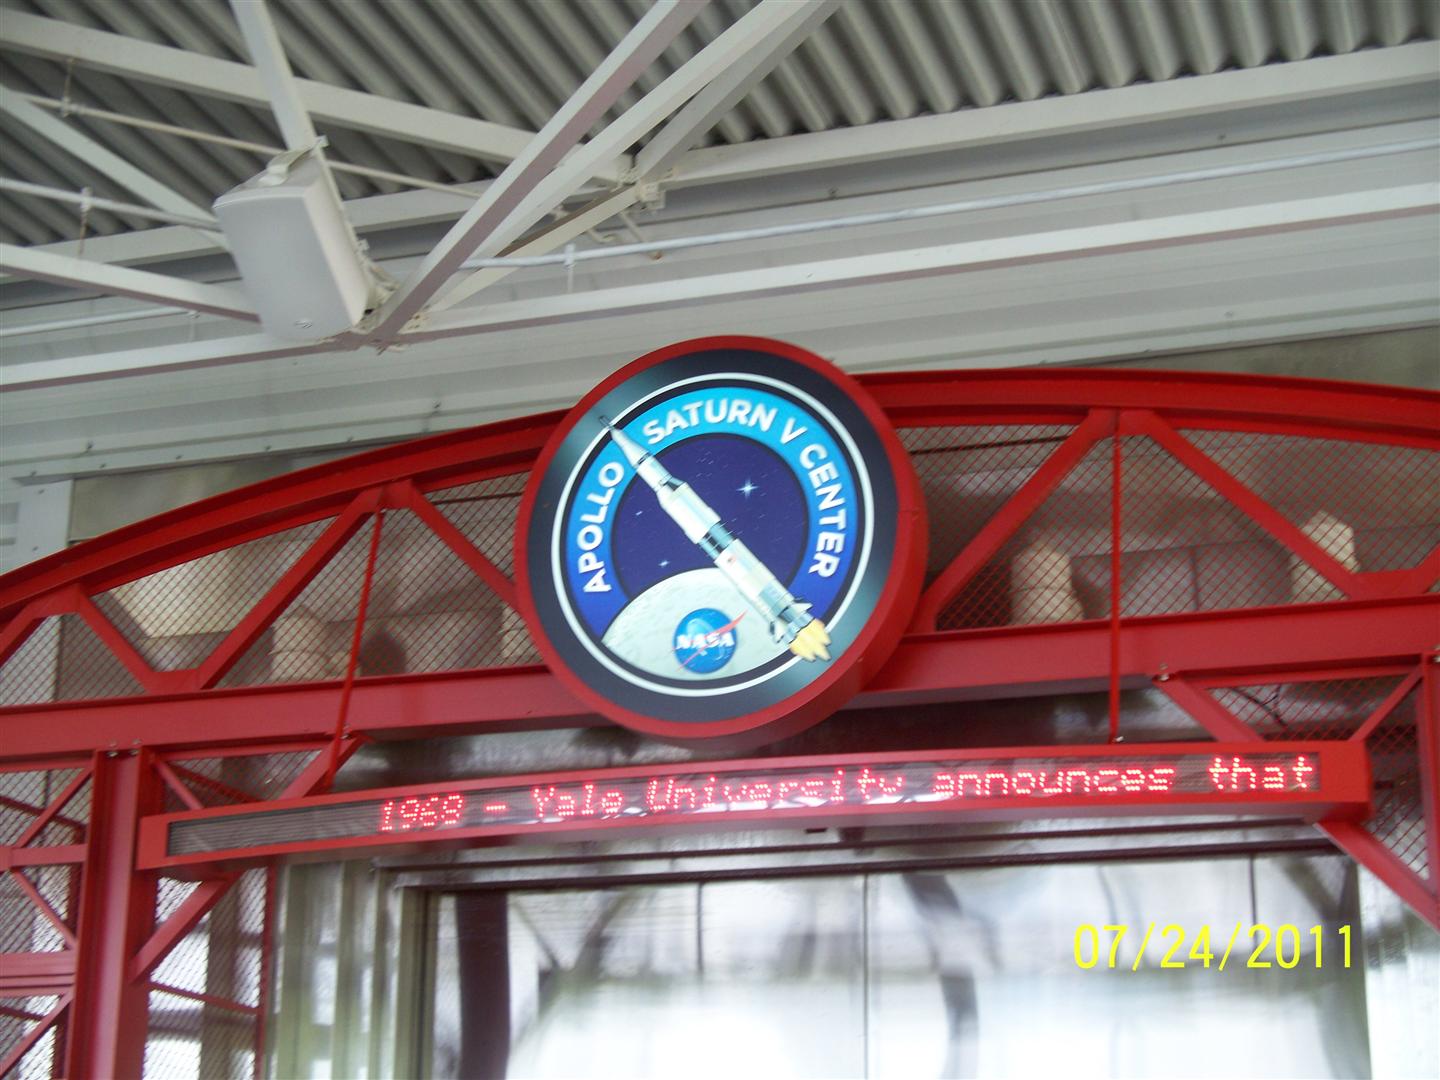 APOLLO SATURN V CENTER
NASA
1968 - Yale University announces that
07/24/2011